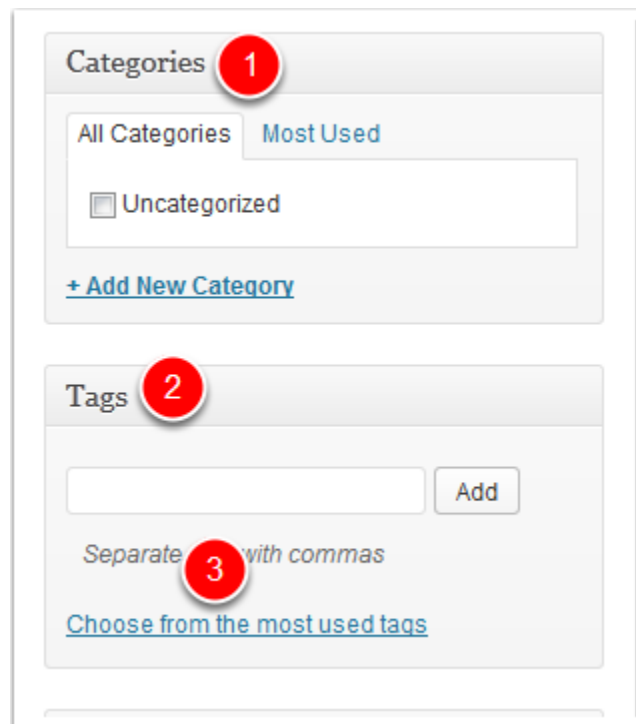 Categories 1
All Categories Most Used
Uncategorized
+ Add New Category
Tags 2
Add
Separate with commas
3
Choose from the most used tags